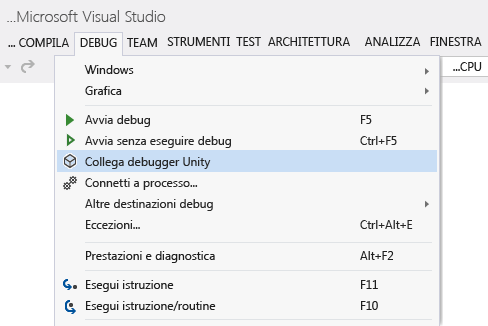 ...Microsoft Visual Studio
... COMPILA DEBUG TEAM STRUMENTI TEST ARCHITETTURA ANALIZZA FINESTRA
...CPU
Windows
Grafica
Avvia debug F5
Avvia senza eseguire debug Ctrl+F5
Collega debugger Unity
Connetti a processo...
Altre destinazioni debug
Eccezioni... Ctrl+Alt+E
Prestazioni e diagnostica Alt+F2
Esegui istruzione F11
Esegui istruzione/routine F10